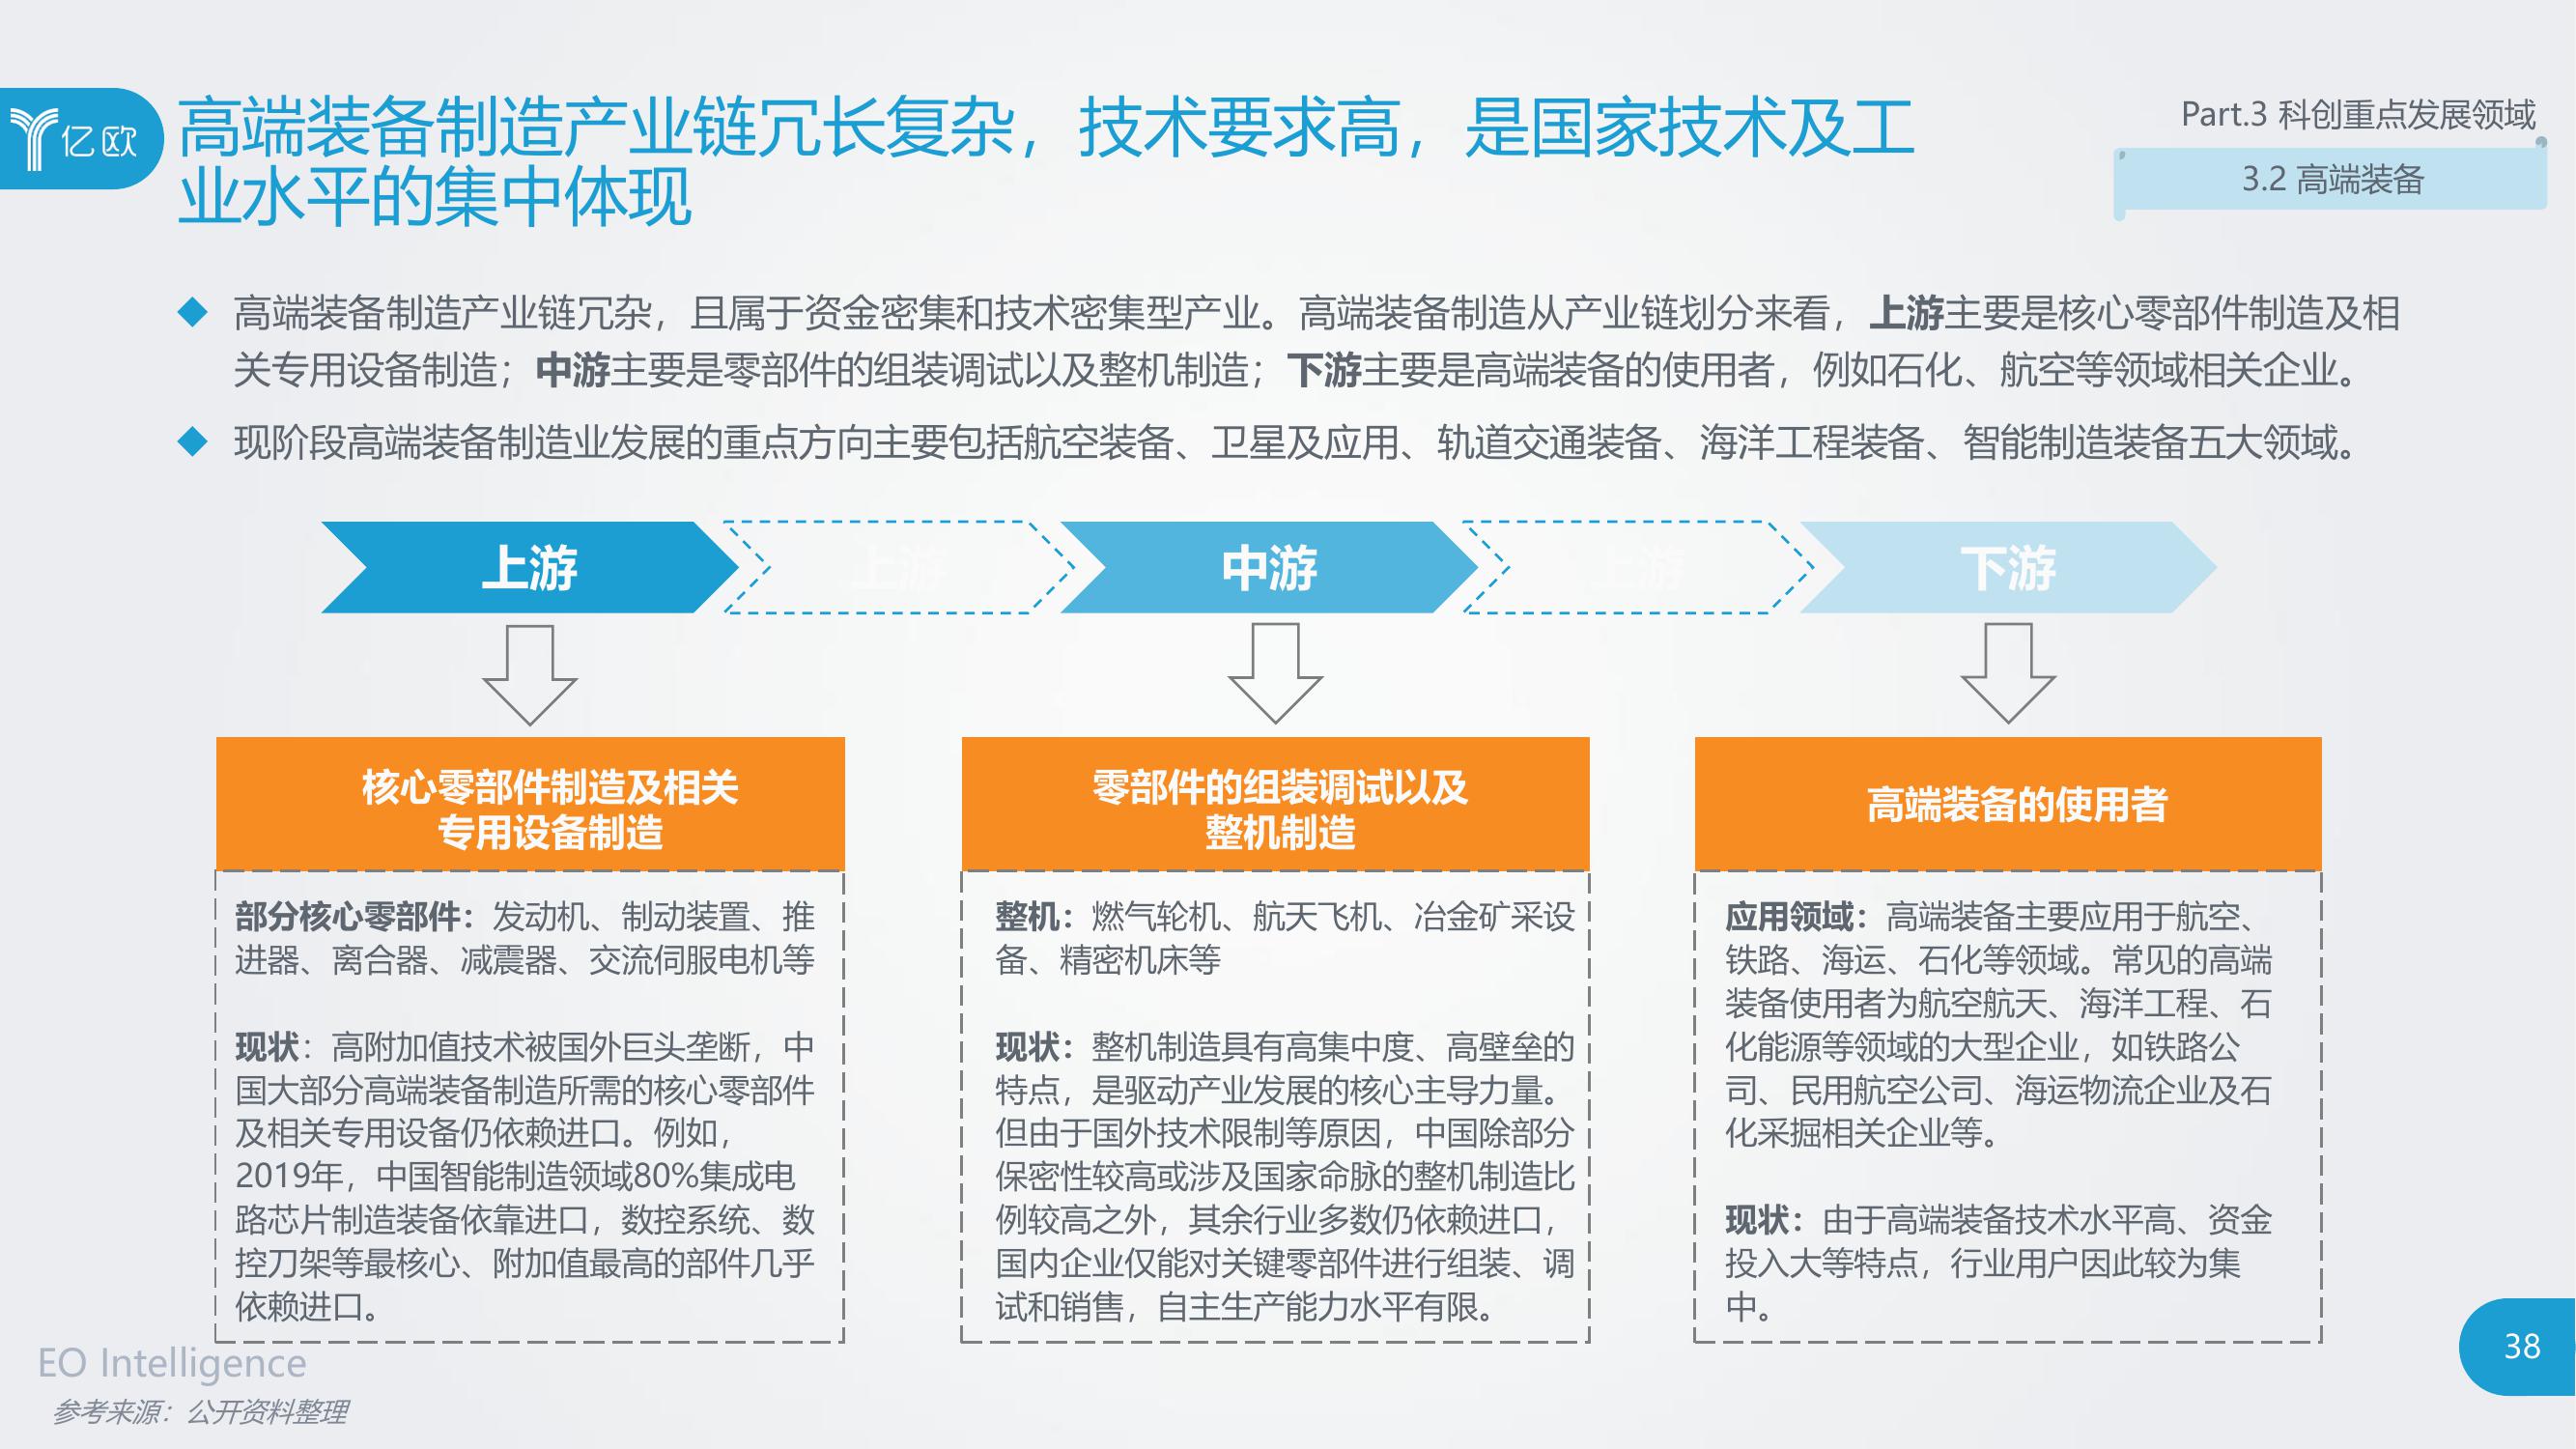 亿欧
高端装备制造产业链冗长复杂，技术要求高，是国家技术及工
业水平的集中体现
Part.3 科创重点发展领域
3.2 高端装备
高端装备制造产业链冗杂，且属于资金密集和技术密集型产业。高端装备制造从产业链划分来看，上游主要是核心零部件制造及相
关专用设备制造；中游主要是零部件的组装调试以及整机制造；下游主要是高端装备的使用者，例如石化、航空等领域相关企业。
现阶段高端装备制造业发展的重点方向主要包括航空装备、卫星及应用、轨道交通装备、海洋工程装备、智能制造装备五大领域。
上游
上游
中游
上游
下游
核心零部件制造及相关
专用设备制造
部分核心零部件：发动机、制动装置、推
进器、离合器、减震器、交流伺服电机等
现状：高附加值技术被国外巨头垄断，中
国大部分高端装备制造所需的核心零部件
及相关专用设备仍依赖进口。例如，
2019年，中国智能制造领域80%集成电
路芯片制造装备依靠进口，数控系统、数
控刀架等最核心、附加值最高的部件几乎
依赖进口。
零部件的组装调试以及
整机制造
整机：燃气轮机、航天飞机、冶金矿采设
备、精密机床等
现状：整机制造具有高集中度、高壁垒的
特点，是驱动产业发展的核心主导力量。
但由于国外技术限制等原因，中国除部分
保密性较高或涉及国家命脉的整机制造比
例较高之外，其余行业多数仍依赖进口，
国内企业仅能对关键零部件进行组装、调
试和销售，自主生产能力水平有限。
高端装备的使用者
应用领域：高端装备主要应用于航空、
铁路、海运、石化等领域。常见的高端
装备使用者为航空航天、海洋工程、石
化能源等领域的大型企业，如铁路公
司、民用航空公司、海运物流企业及石
化采掘相关企业等。
现状：由于高端装备技术水平高、资金
投入大等特点，行业用户因此较为集
中。
EO Intelligence
参考来源：公开资料整理
38